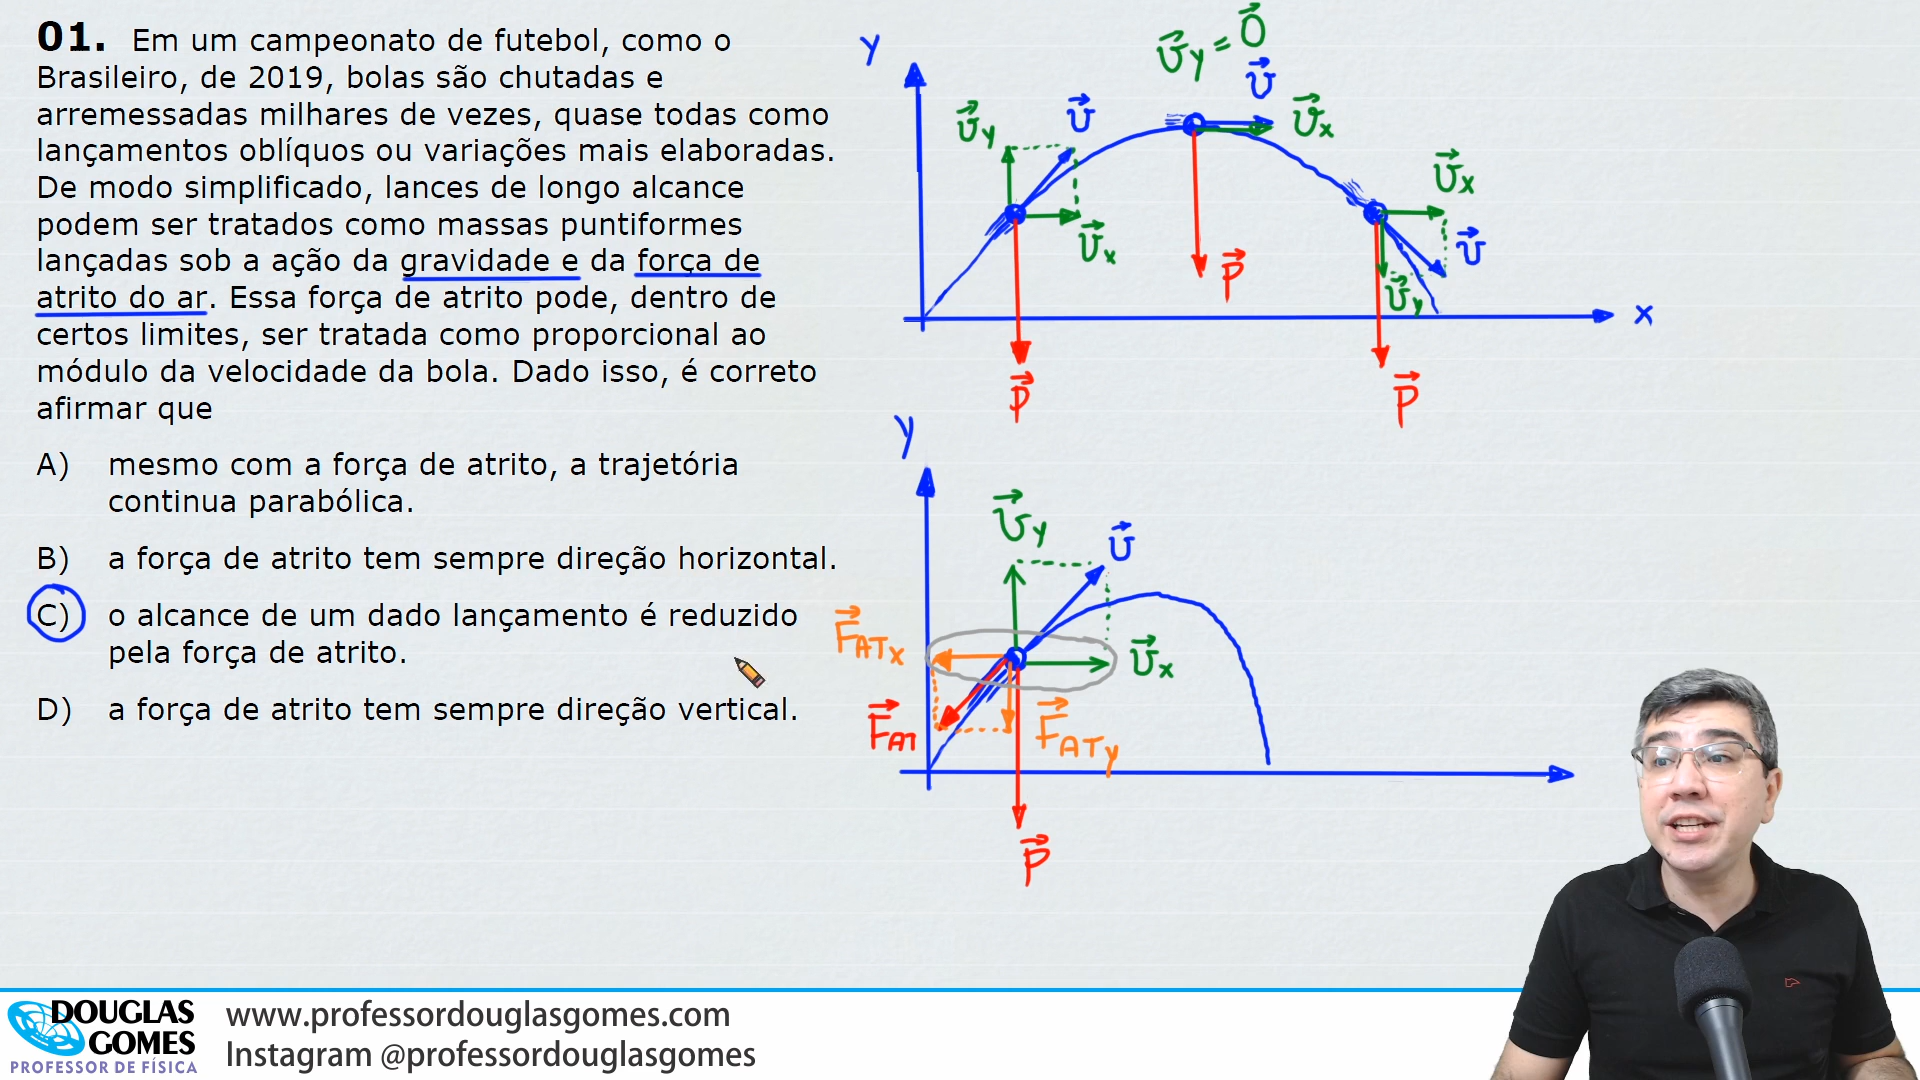 01. Em um campeonato de futebol, como o
Brasileiro, de 2019, bolas são chutadas e
arremessadas milhares de vezes, quase todas como
lançamentos oblíquos ou variações mais elaboradas.
De modo simplificado, lances de longo alcance
podem ser tratados como massas puntiformes
lançadas sob a ação da gravidade e da força de
atrito do ar. Essa força de atrito pode, dentro de
certos limites, ser tratada como proporcional ao
módulo da velocidade da bola. Dado isso, é correto
afirmar que
A) mesmo com a força de atrito, a trajetória
continua parabólica.
B) a força de atrito tem sempre direção horizontal.
C) o alcance de um dado lançamento é reduzido
pela força de atrito.
D) a força de atrito tem sempre direção vertical.
y
v⃗y = 0⃗
v⃗
v⃗x
v⃗y
v⃗
v⃗x
P⃗
P⃗
v⃗x
v⃗
v⃗y
P⃗
x
y
v⃗y
v⃗
v⃗x
F⃗ATx
F⃗AT
F⃗ATy
P⃗
DOUGLAS
GOMES
PROFESSOR DE FÍSICA
www.professordouglasgomes.com
Instagram @professordouglasgomes